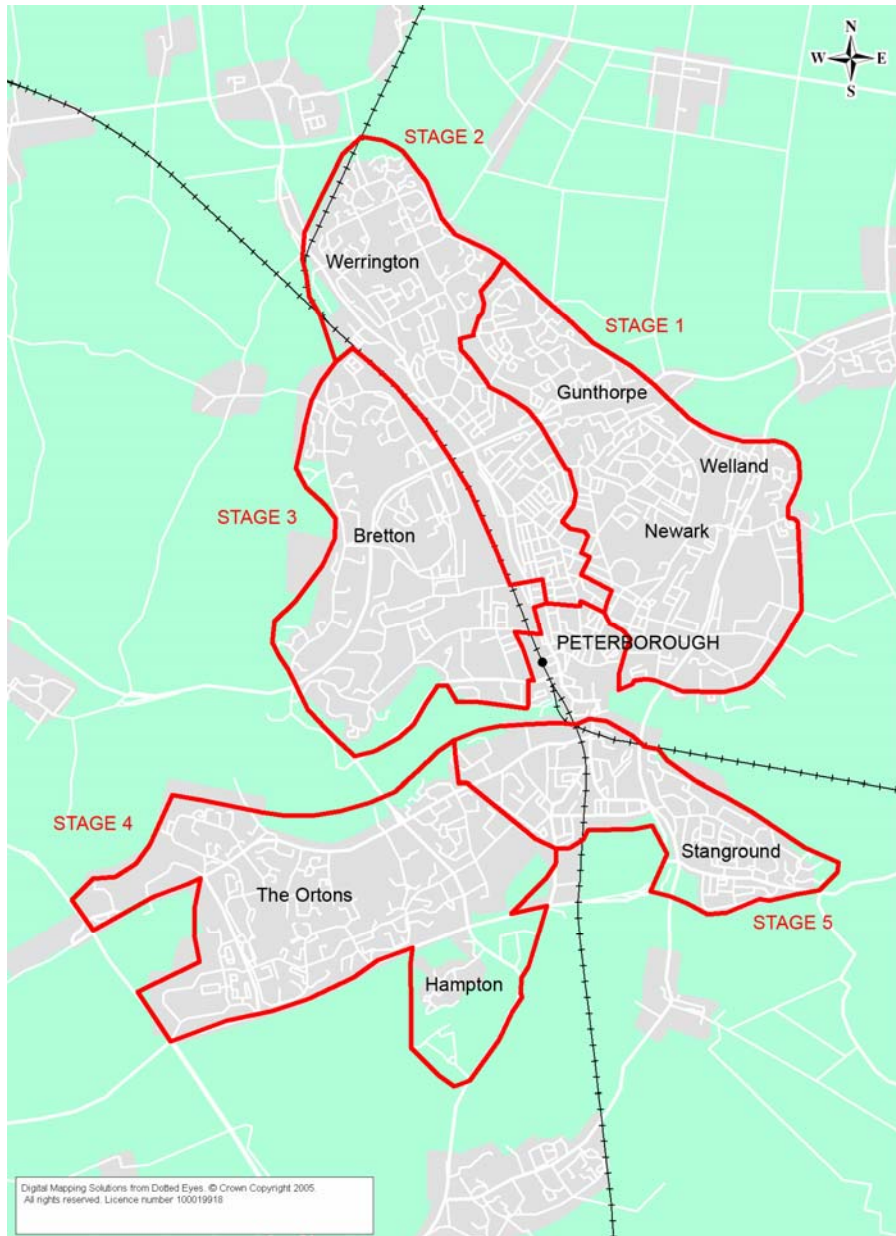 N
W E
S
STAGE 2
Werrington
STAGE 1
Gunthorpe
Welland
STAGE 3
Bretton
Newark
PETERBOROUGH
STAGE 4
Stanground
The Ortons
STAGE 5
Hampton
Digital Mapping Solutions from Dotted Eyes. © Crown Copyright 2005.
All rights reserved. Licence number 100019918